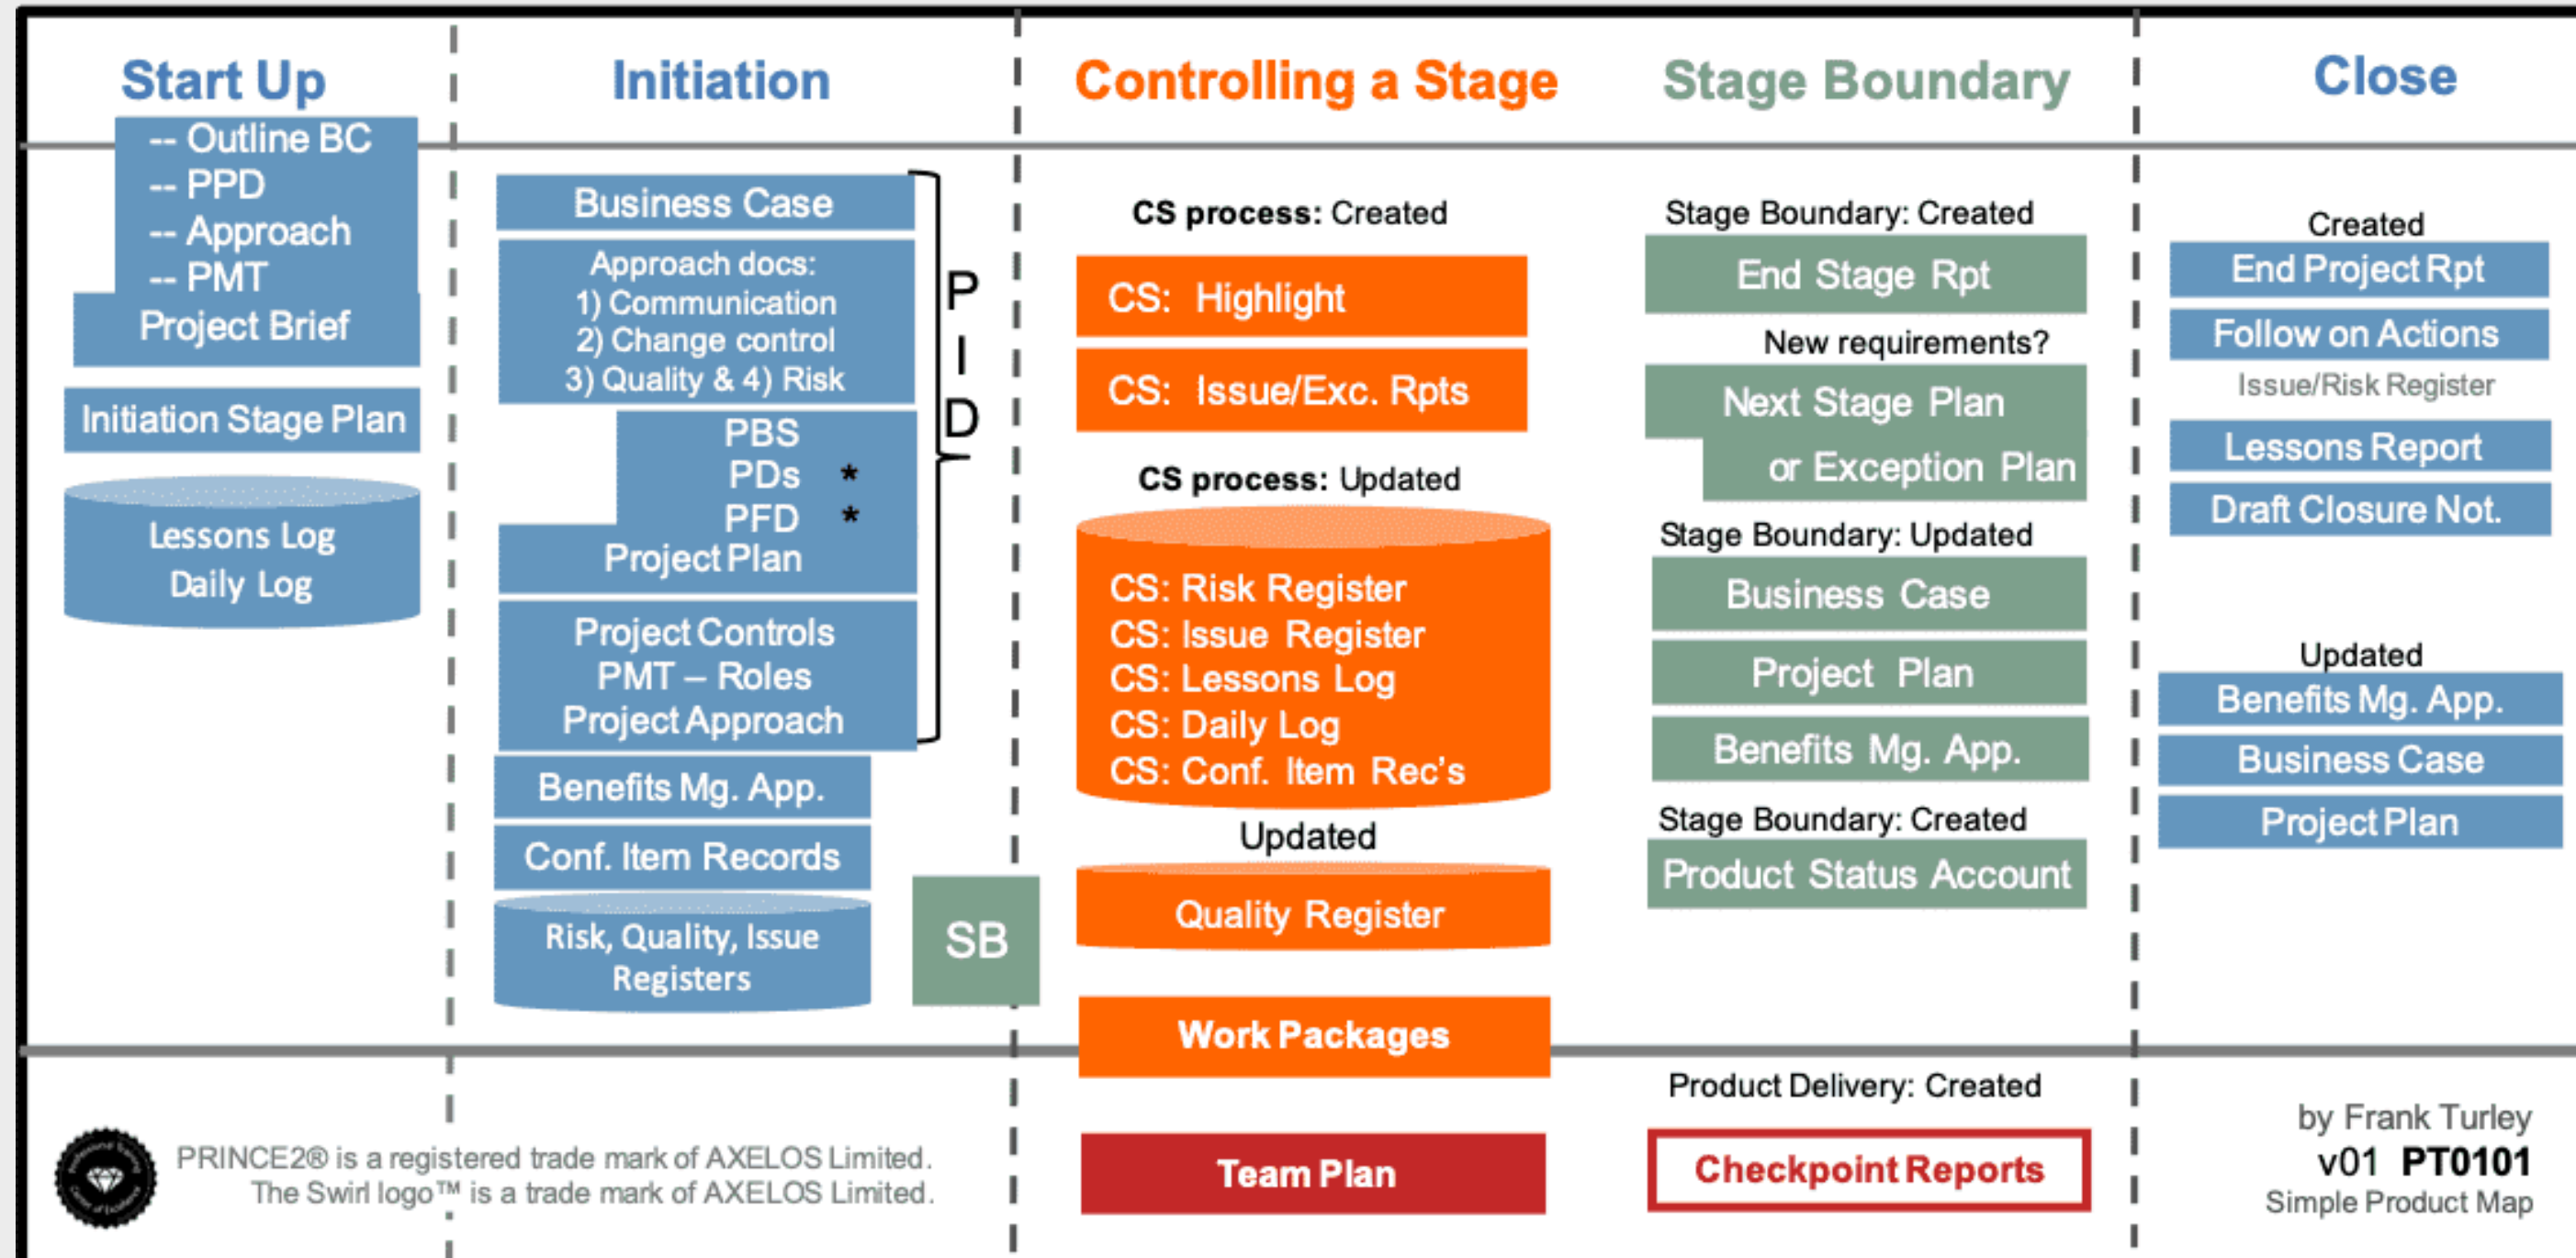 Start Up
-- Outline BC
-- PPD
-- Approach
-- PMT
Project Brief
Initiation Stage Plan
Lessons Log
Daily Log
Initiation
Business Case
Approach docs:
1) Communication
2) Change control
3) Quality & 4) Risk
PBS
PDs *
PFD *
Project Plan
Project Controls
PMT – Roles
Project Approach
P
I
D
Benefits Mg. App.
Conf. Item Records
Risk, Quality, Issue
Registers
SB
Controlling a Stage
CS process: Created
CS: Highlight
CS: Issue/Exc. Rpts
CS process: Updated
CS: Risk Register
CS: Issue Register
CS: Lessons Log
CS: Daily Log
CS: Conf. Item Rec's
Updated
Quality Register
Work Packages
Team Plan
Stage Boundary
Stage Boundary: Created
End Stage Rpt
New requirements?
Next Stage Plan
or Exception Plan
Stage Boundary: Updated
Business Case
Project Plan
Benefits Mg. App.
Stage Boundary: Created
Product Status Account
Product Delivery: Created
Checkpoint Reports
Close
Created
End Project Rpt
Follow on Actions
Issue/Risk Register
Lessons Report
Draft Closure Not.
Updated
Benefits Mg. App.
Business Case
Project Plan
PRINCE2® is a registered trade mark of AXELOS Limited.
The Swirl logo™ is a trade mark of AXELOS Limited.
by Frank Turley
v01 PT0101
Simple Product Map